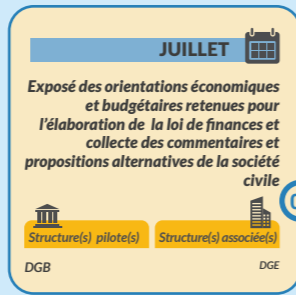 JUILLET
Exposé des orientations économiques
et budgétaires retenues pour
l'élaboration de la loi de finances et
collecte des commentaires et
propositions alternatives de la société
civile
Structure(s) pilote(s) Structure(s) associée(s)
DGB DGE